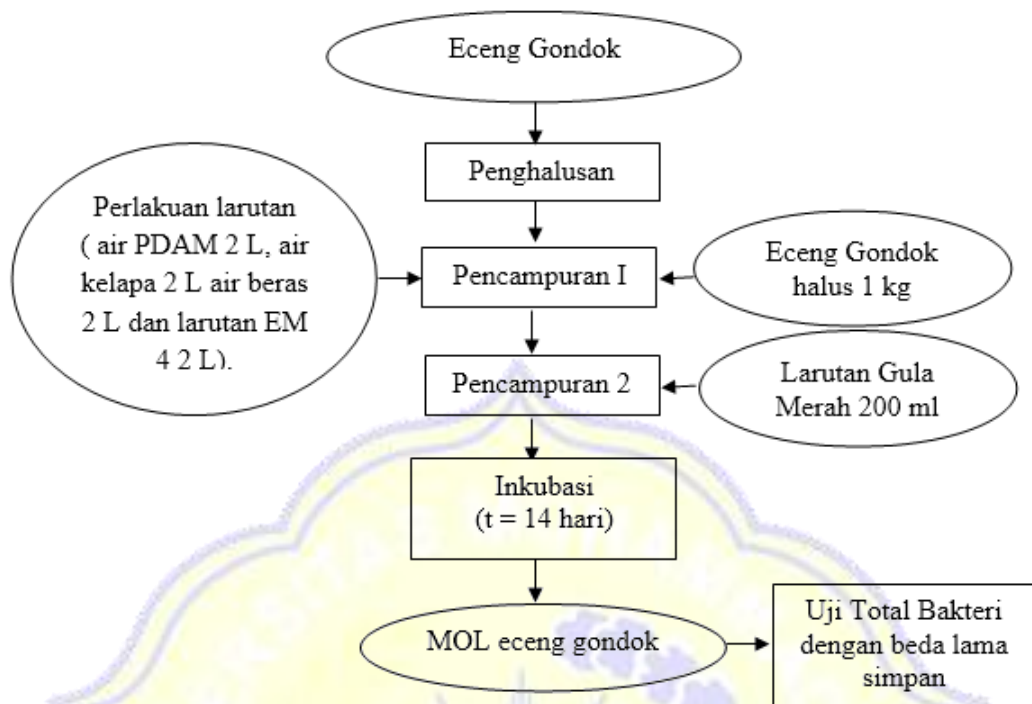 Eceng Gondok
Penghalusan
Perlakuan larutan
( air PDAM 2 L, air
kelapa 2 L air beras
2 L dan larutan EM
4 2 L).
Pencampuran I
Eceng Gondok
halus 1 kg
Pencampuran 2
Larutan Gula
Merah 200 ml
Inkubasi
(t = 14 hari)
MOL eceng gondok
Uji Total Bakteri
dengan beda lama
simpan